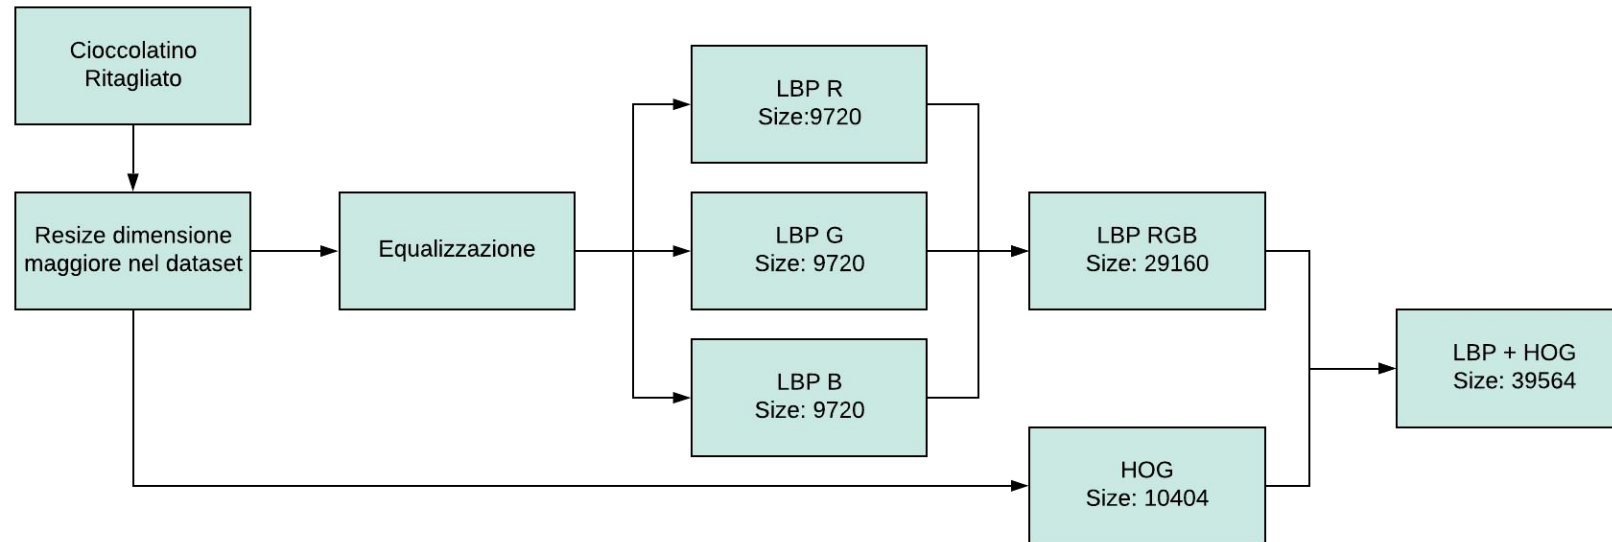 Cioccolatino
Ritagliato
Resize dimensione
maggiore nel dataset
Equalizzazione
LBP R
Size:9720
LBP G
Size: 9720
LBP B
Size: 9720
LBP RGB
Size: 29160
HOG
Size: 10404
LBP + HOG
Size: 39564